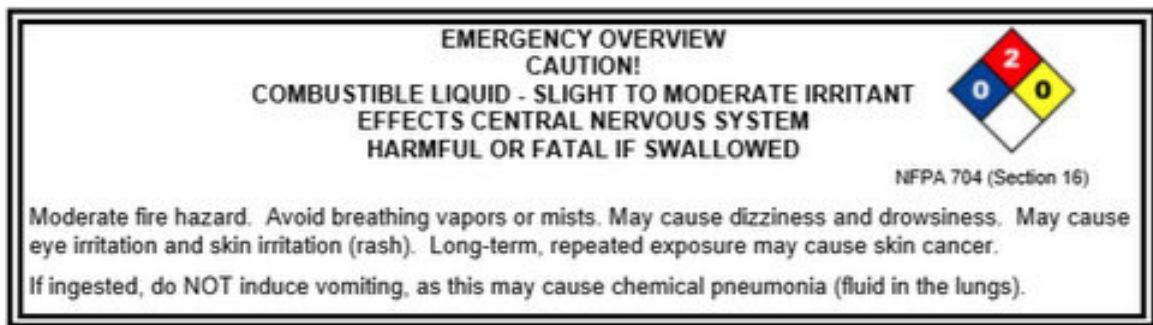 EMERGENCY OVERVIEW
CAUTION!
COMBUSTIBLE LIQUID - SLIGHT TO MODERATE IRRITANT
EFFECTS CENTRAL NERVOUS SYSTEM
HARMFUL OR FATAL IF SWALLOWED
2
0 0
NFPA 704 (Section 16)
Moderate fire hazard. Avoid breathing vapors or mists. May cause dizziness and drowsiness. May cause
eye irritation and skin irritation (rash). Long-term, repeated exposure may cause skin cancer.
If ingested, do NOT induce vomiting, as this may cause chemical pneumonia (fluid in the lungs).